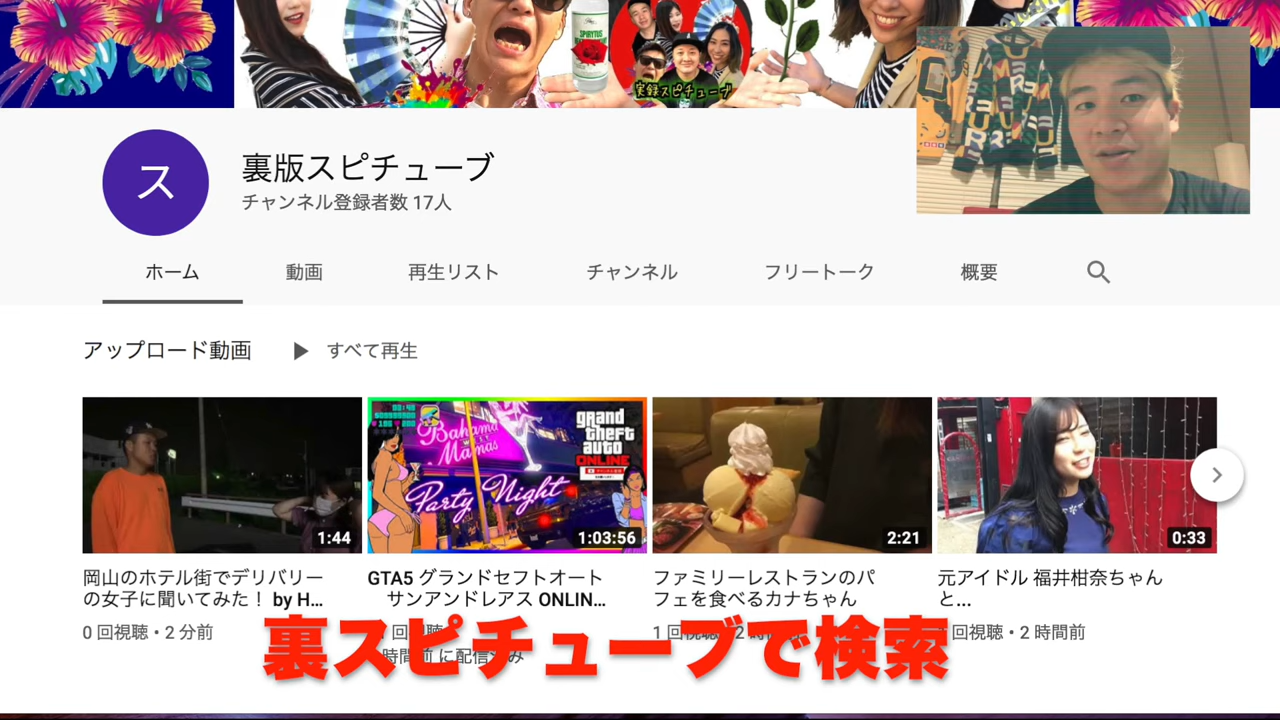 SPIRYTUS
実録スピチューブ
ス
裏版スピチューブ
チャンネル登録者数 17人
ホーム
動画
再生リスト
チャンネル
フリートーク
概要
アップロード動画
すべて再生
Bahama
Mamas
Party Night
grand
theft
auto
ONLINE
1:44
1:03:56
2:21
0:33
岡山のホテル街でデリバリー
の女子に聞いてみた！ by H...
0 回視聴・2 分前
GTA5 グランドセフトオート
サンアンドレアス ONLIN...
ファミリーレストランのパ
フェを食べるカナちゃん
元アイドル 福井柑奈ちゃん
と...
回視聴・2 時間前
裏スピチューブで検索